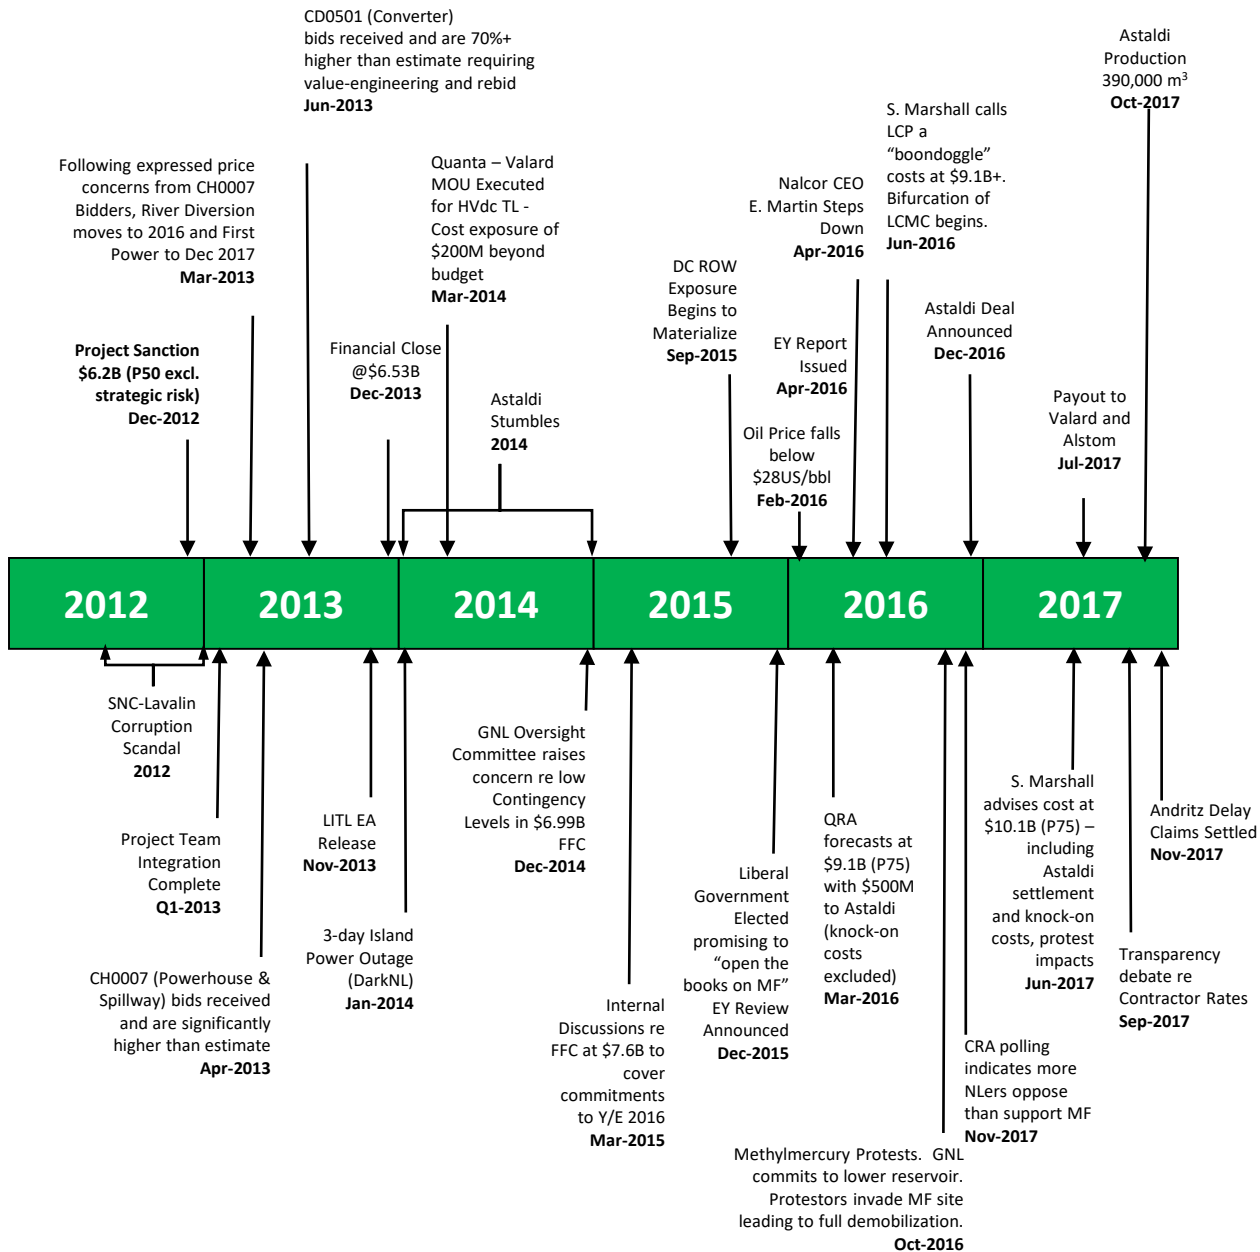 CD0501 (Converter)
bids received and are 70%+
higher than estimate requiring
value-engineering and rebid
Jun-2013
Astaldi
Production
390,000 m³
Oct-2017
S. Marshall calls
LCP a
“boondoggle”
costs at $9.1B+.
Bifurcation of
LCMC begins.
Jun-2016
Following expressed price
concerns from CH0007
Bidders, River Diversion
moves to 2016 and First
Power to Dec 2017
Mar-2013
Quanta – Valard
MOU Executed
for HVdc TL -
Cost exposure of
$200M beyond
budget
Mar-2014
Nalcor CEO
E. Martin Steps
Down
Apr-2016
DC ROW
Exposure
Begins to
Materialize
Sep-2015
Astaldi Deal
Announced
Dec-2016
Project Sanction
$6.2B (P50 excl.
strategic risk)
Dec-2012
Financial Close
@$6.53B
Dec-2013
EY Report
Issued
Apr-2016
Astaldi
Stumbles
2014
Payout to
Valard and
Alstom
Jul-2017
Oil Price falls
below
$28US/bbl
Feb-2016
2012
2013
2014
2015
2016
2017
SNC-Lavalin
Corruption
Scandal
2012
GNL Oversight
Committee raises
concern re low
Contingency
Levels in $6.99B
FFC
Dec-2014
S. Marshall
advises cost at
$10.1B (P75) –
including
Astaldi
settlement
and knock-on
costs, protest
impacts
Jun-2017
Andritz Delay
Claims Settled
Nov-2017
LITL EA
Release
Nov-2013
QRA
forecasts at
$9.1B (P75)
with $500M
to Astaldi
(knock-on
costs
excluded)
Mar-2016
Project Team
Integration
Complete
Q1-2013
Liberal
Government
Elected
promising to
“open the
books on MF”
EY Review
Announced
Dec-2015
3-day Island
Power Outage
(DarkNL)
Jan-2014
Transparency
debate re
Contractor Rates
Sep-2017
CH0007 (Powerhouse &
Spillway) bids received
and are significantly
higher than estimate
Apr-2013
Internal
Discussions re
FFC at $7.6B to
cover
commitments
to Y/E 2016
Mar-2015
CRA polling
indicates more
NLers oppose
than support MF
Nov-2017
Methylmercury Protests. GNL
commits to lower reservoir.
Protestors invade MF site
leading to full demobilization.
Oct-2016